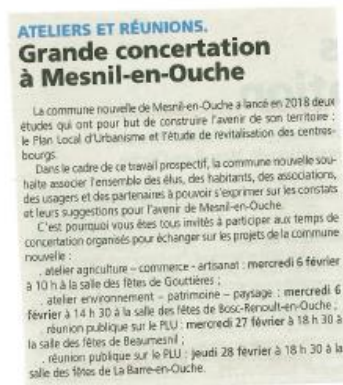 ATELIERS ET RÉUNIONS.
Grande concertation
à Mesnil-en-Ouche
La commune nouvelle de Mesnil-en-Ouche a lancé en 2018 deux
études qui ont pour but de construire l'avenir de son territoire :
le Plan Local d'Urbanisme et l'étude de revitalisation des centres-
bourgs.
Dans le cadre de ce travail prospectif, la commune nouvelle sou-
haite associer l'ensemble des élus, des habitants, des associations,
des usagers et des partenaires à pouvoir s'exprimer sur les constats
et leurs suggestions pour l'avenir de Mesnil-en-Ouche.
C'est pourquoi vous êtes tous invités à participer aux temps de
concertation organisés pour échanger sur les projets de la commune
nouvelle :
. atelier agriculture – commerce - artisanat : mercredi 6 février
à 10 h à la salle des fêtes de Gouttières ;
. atelier environnement – patrimoine – paysage : mercredi 6
février à 14 h 30 à la salle des fêtes de Bosc-Renoult-en-Ouche ;
. réunion publique sur le PLU : mercredi 27 février à 18 h 30 à
la salle des fêtes de Beaumesnil ;
. réunion publique sur le PLU : jeudi 28 février à 18 h 30 à la
salle des fêtes de La Barre-en-Ouche.